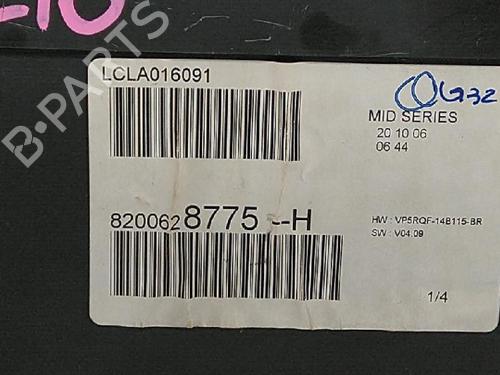 B-PARTS
LCLA016091
G32
MID SERIES
20 10 06
06 44
8200628775--H
HW : VP5RQF-14B115-BR
SW : V04.09
1/4